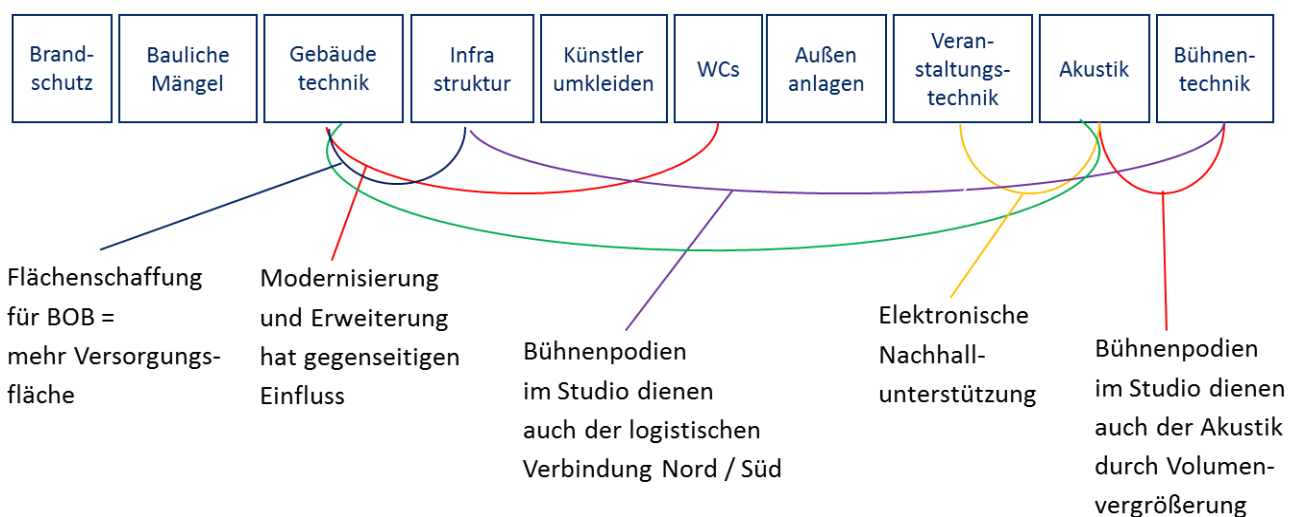 Brand-
schutz
Bauliche
Mängel
Gebäude
technik
Infra
struktur
Künstler
umkleiden
WCs
Außen
anlagen
Veran-
staltungs-
technik
Akustik
Bühnen-
technik
Flächenschaffung
für BOB =
mehr Versorgungs-
fläche
Modernisierung
und Erweiterung
hat gegenseitigen
Einfluss
Bühnenpodien
im Studio dienen
auch der logistischen
Verbindung Nord / Süd
Elektronische
Nachhall-
unterstützung
Bühnenpodien
im Studio dienen
auch der Akustik
durch Volumen-
vergrößerung